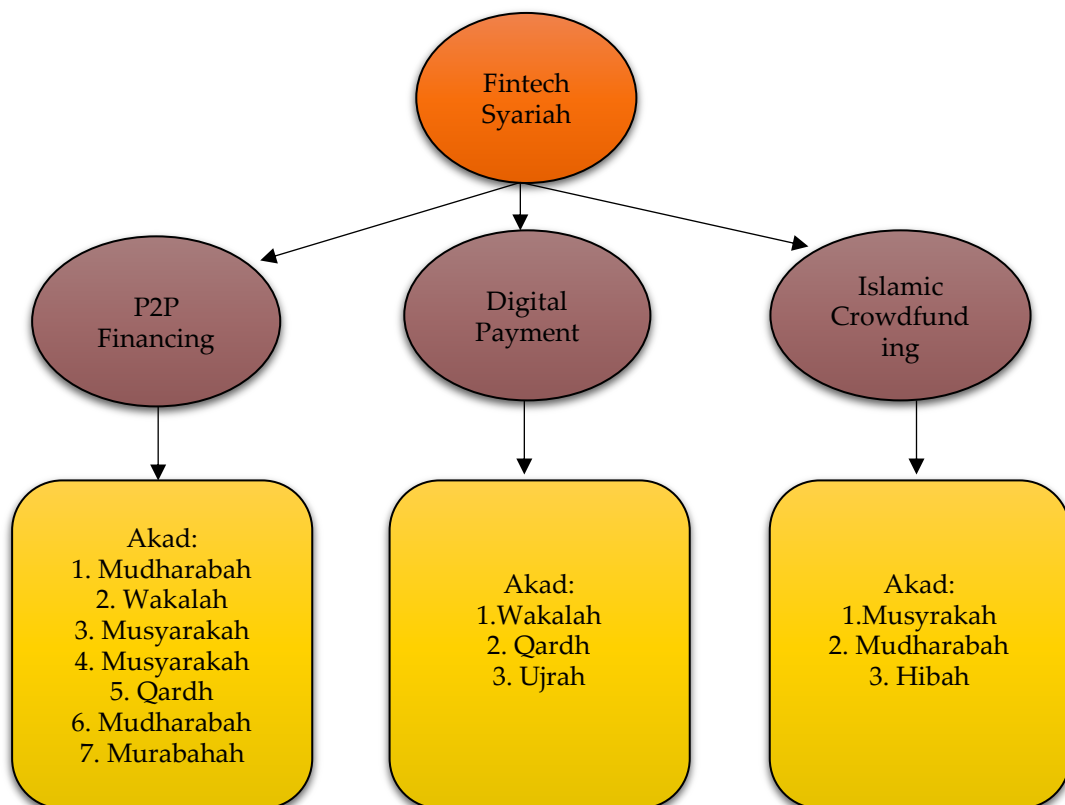 Fintech
Syariah
P2P
Financing
Digital
Payment
Islamic
Crowdfund
ing
Akad:
1. Mudharabah
2. Wakalah
3. Musyarakah
4. Musyarakah
5. Qardh
6. Mudharabah
7. Murabahah
Akad:
1.Wakalah
2. Qardh
3. Ujrah
Akad:
1.Musyrakah
2. Mudharabah
3. Hibah